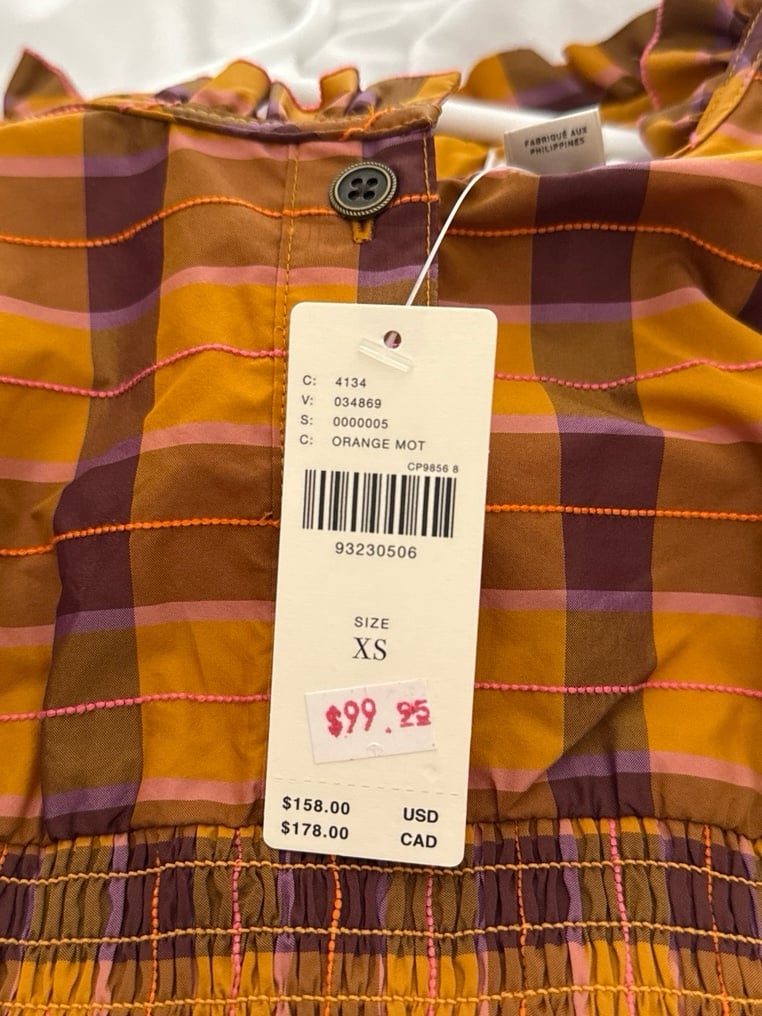 FABRIQUÉ AUX
PHILIPPINES
C: 4134
V: 034869
S: 0000005
C: ORANGE MOT
CP9856 8
93230506
SIZE
XS
$99.95
$158.00 USD
$178.00 CAD